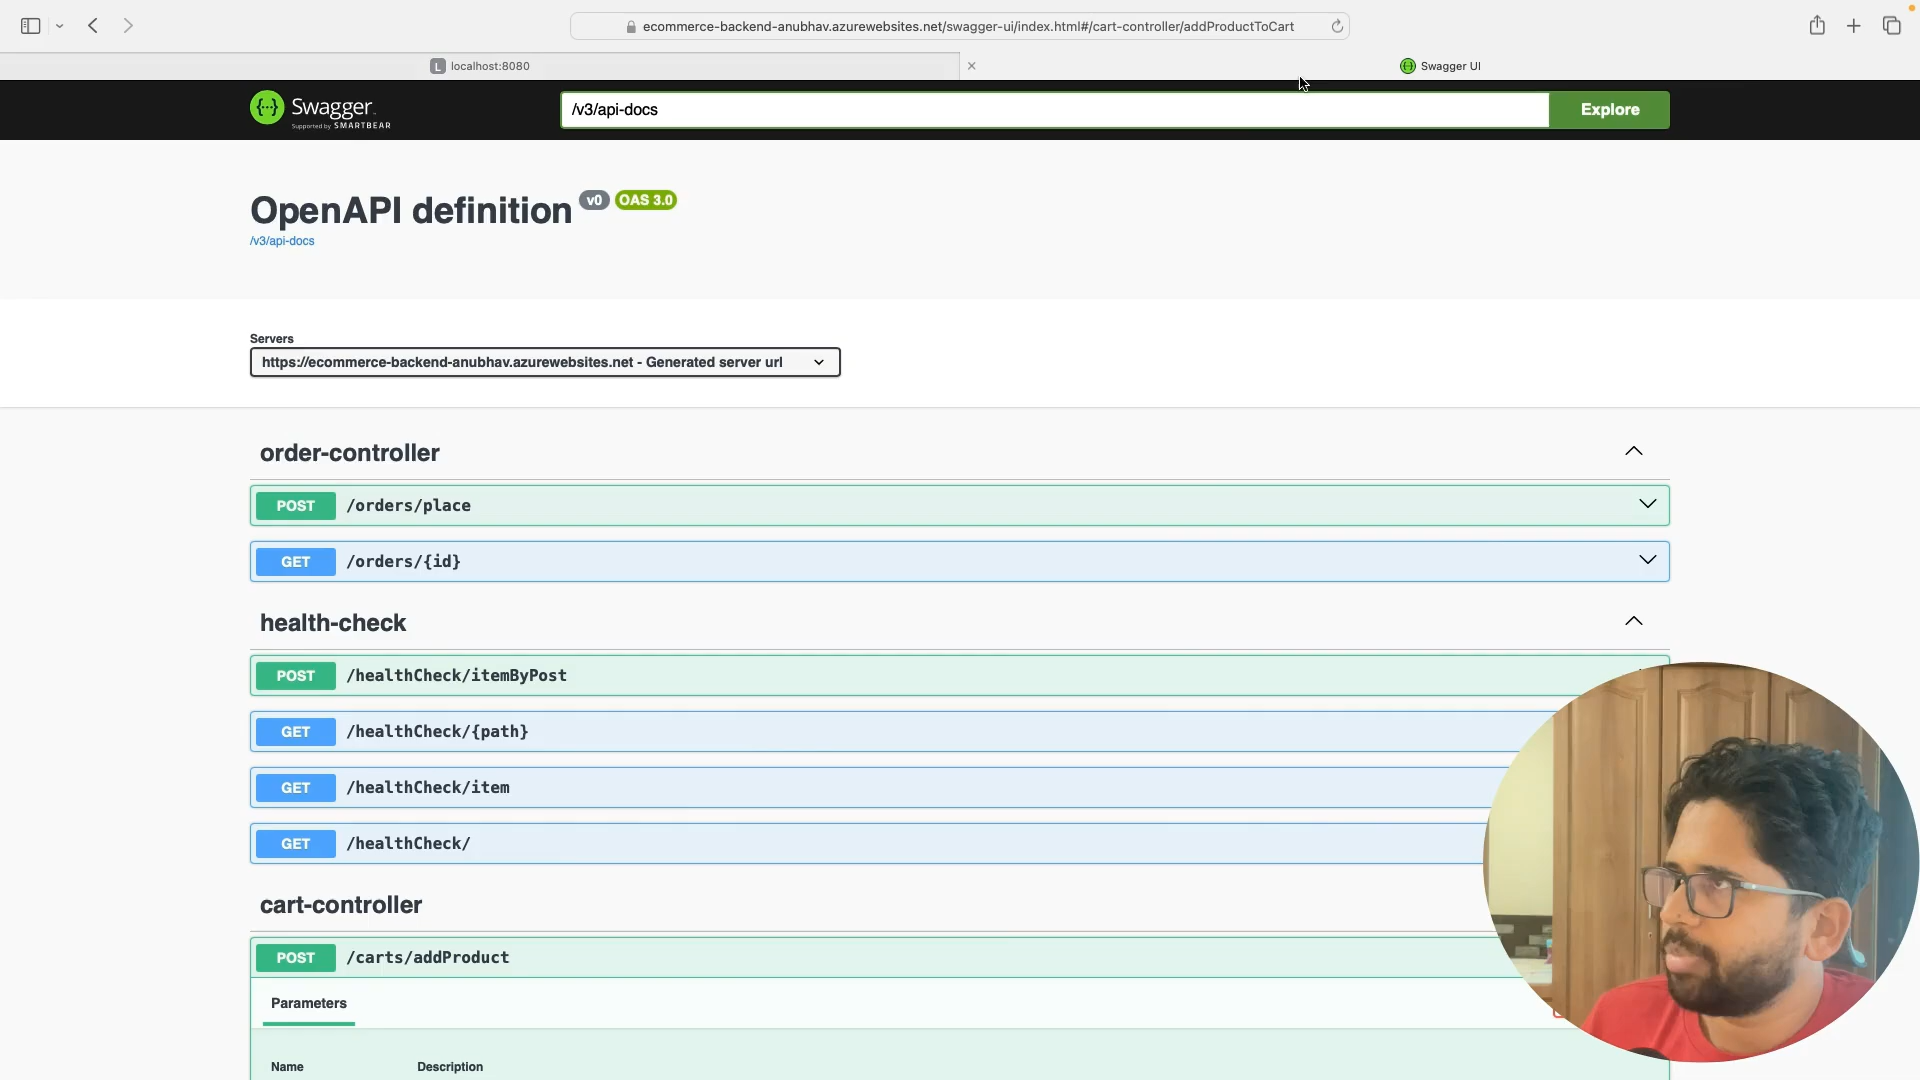 ecommerce-backend-anubhav.azurewebsites.net/swagger-ui/index.html#/cart-controller/addProductToCart
L localhost:8080
Swagger UI
Swagger
Supported by SMARTBEAR
/v3/api-docs
Explore
OpenAPI definition v0 OAS 3.0
/v3/api-docs
Servers
https://ecommerce-backend-anubhav.azurewebsites.net - Generated server url
order-controller
POST /orders/place
GET /orders/{id}
health-check
POST /healthCheck/itemByPost
GET /healthCheck/{path}
GET /healthCheck/item
GET /healthCheck/
cart-controller
POST /carts/addProduct
Parameters
Name Description